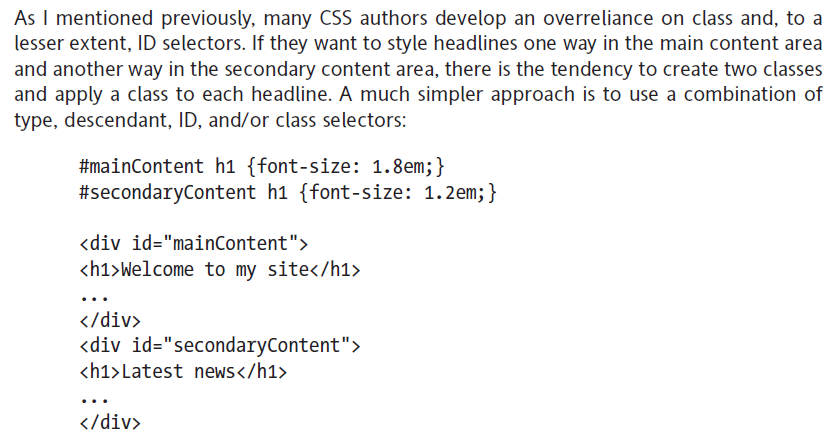 As I mentioned previously, many CSS authors develop an overreliance on class and, to a
lesser extent, ID selectors. If they want to style headlines one way in the main content area
and another way in the secondary content area, there is the tendency to create two classes
and apply a class to each headline. A much simpler approach is to use a combination of
type, descendant, ID, and/or class selectors:
#mainContent h1 {font-size: 1.8em;}
#secondaryContent h1 {font-size: 1.2em;}
<div id="mainContent">
<h1>Welcome to my site</h1>
...
</div>
<div id="secondaryContent">
<h1>Latest news</h1>
...
</div>